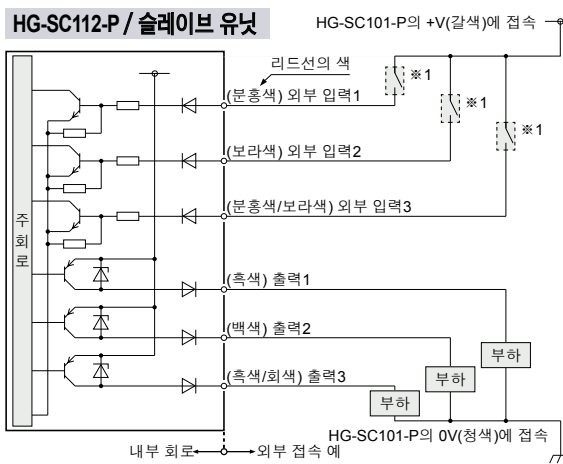 HG-SC112-P / 슬레이브 유닛
HG-SC101-P의 +V(갈색)에 접속
리드선의 색
※1
※1
※1
(분홍색) 외부 입력1
(보라색) 외부 입력2
(분홍색/보라색) 외부 입력3
주회로
(흑색) 출력1
(백색) 출력2
(흑색/회색) 출력3
부하
부하
부하
HG-SC101-P의 0V(청색)에 접속
내부 회로
외부 접속 예